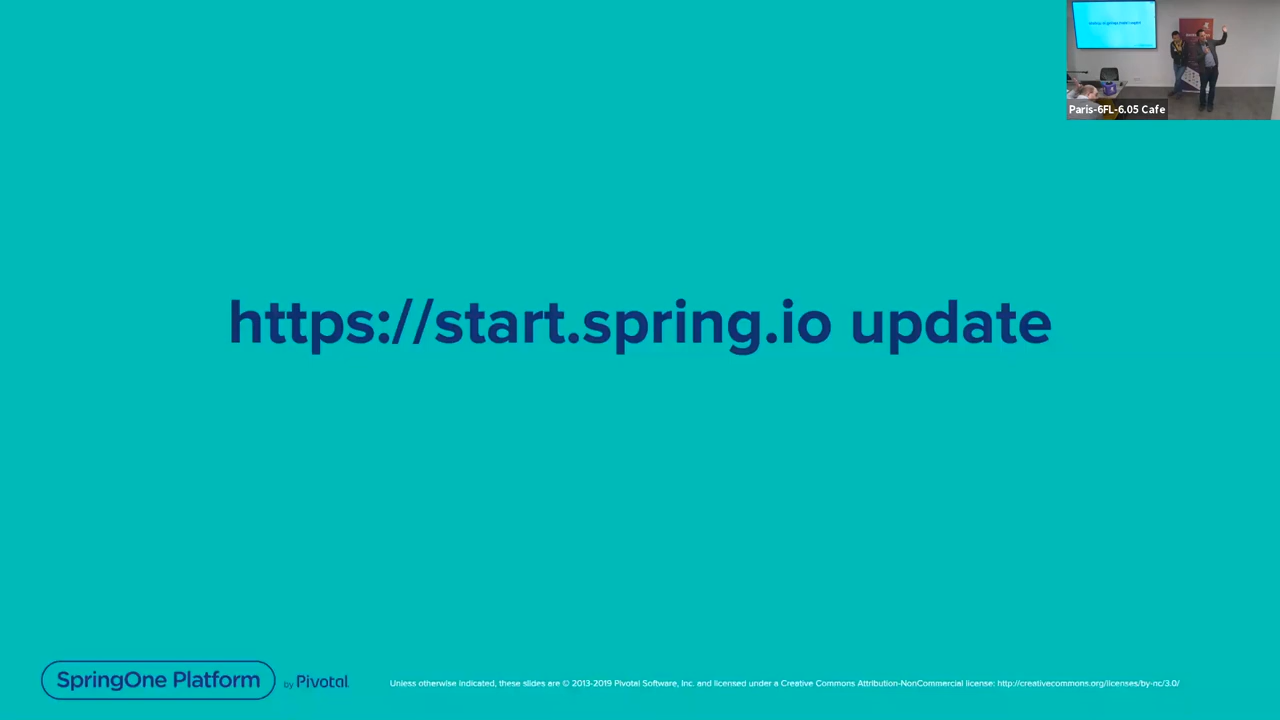 Paris-6FL-6.05 Cafe
https://start.spring.io update
SpringOne Platform by Pivotal
Unless otherwise indicated, these slides are © 2013-2019 Pivotal Software, Inc. and licensed under a Creative Commons Attribution-NonCommercial license: http://creativecommons.org/licenses/by-nc/3.0/